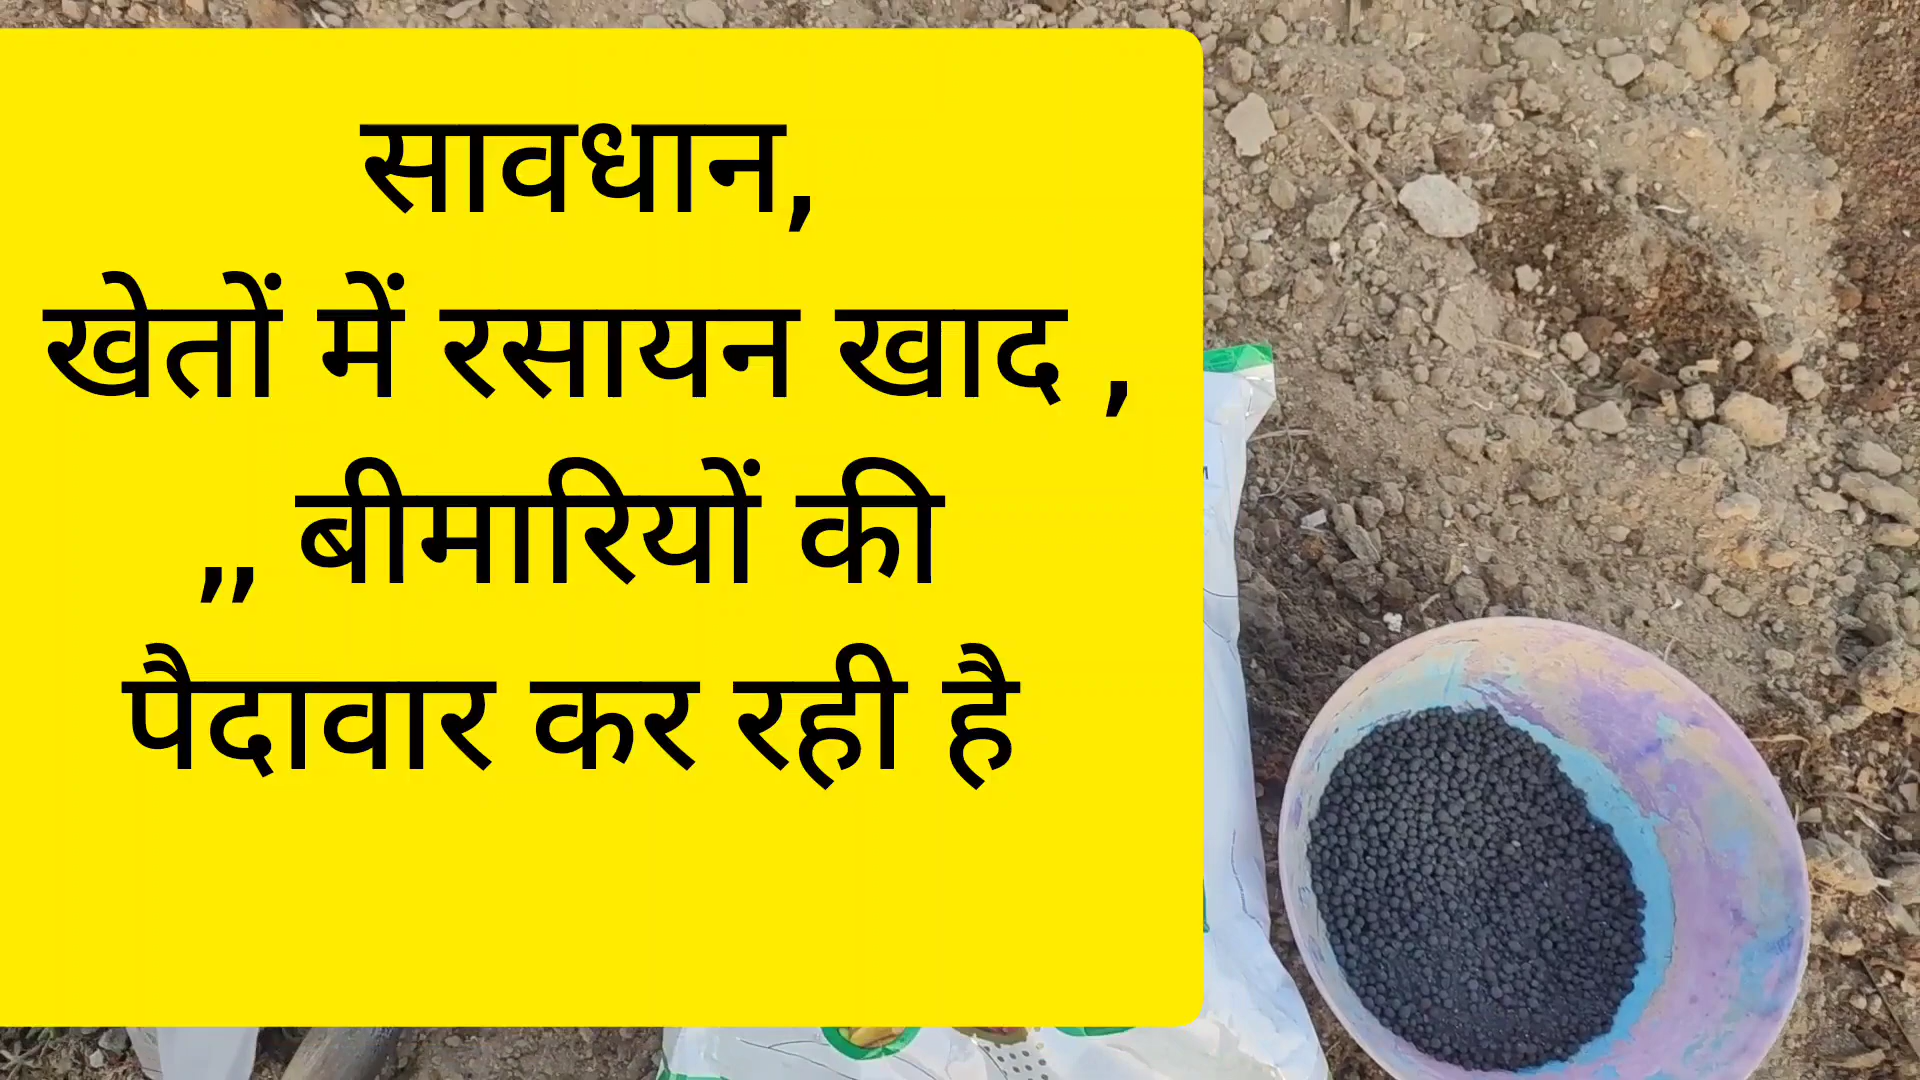 सावधान,
खेतों में रसायन खाद ,
,, बीमारियों की
पैदावार कर रही है